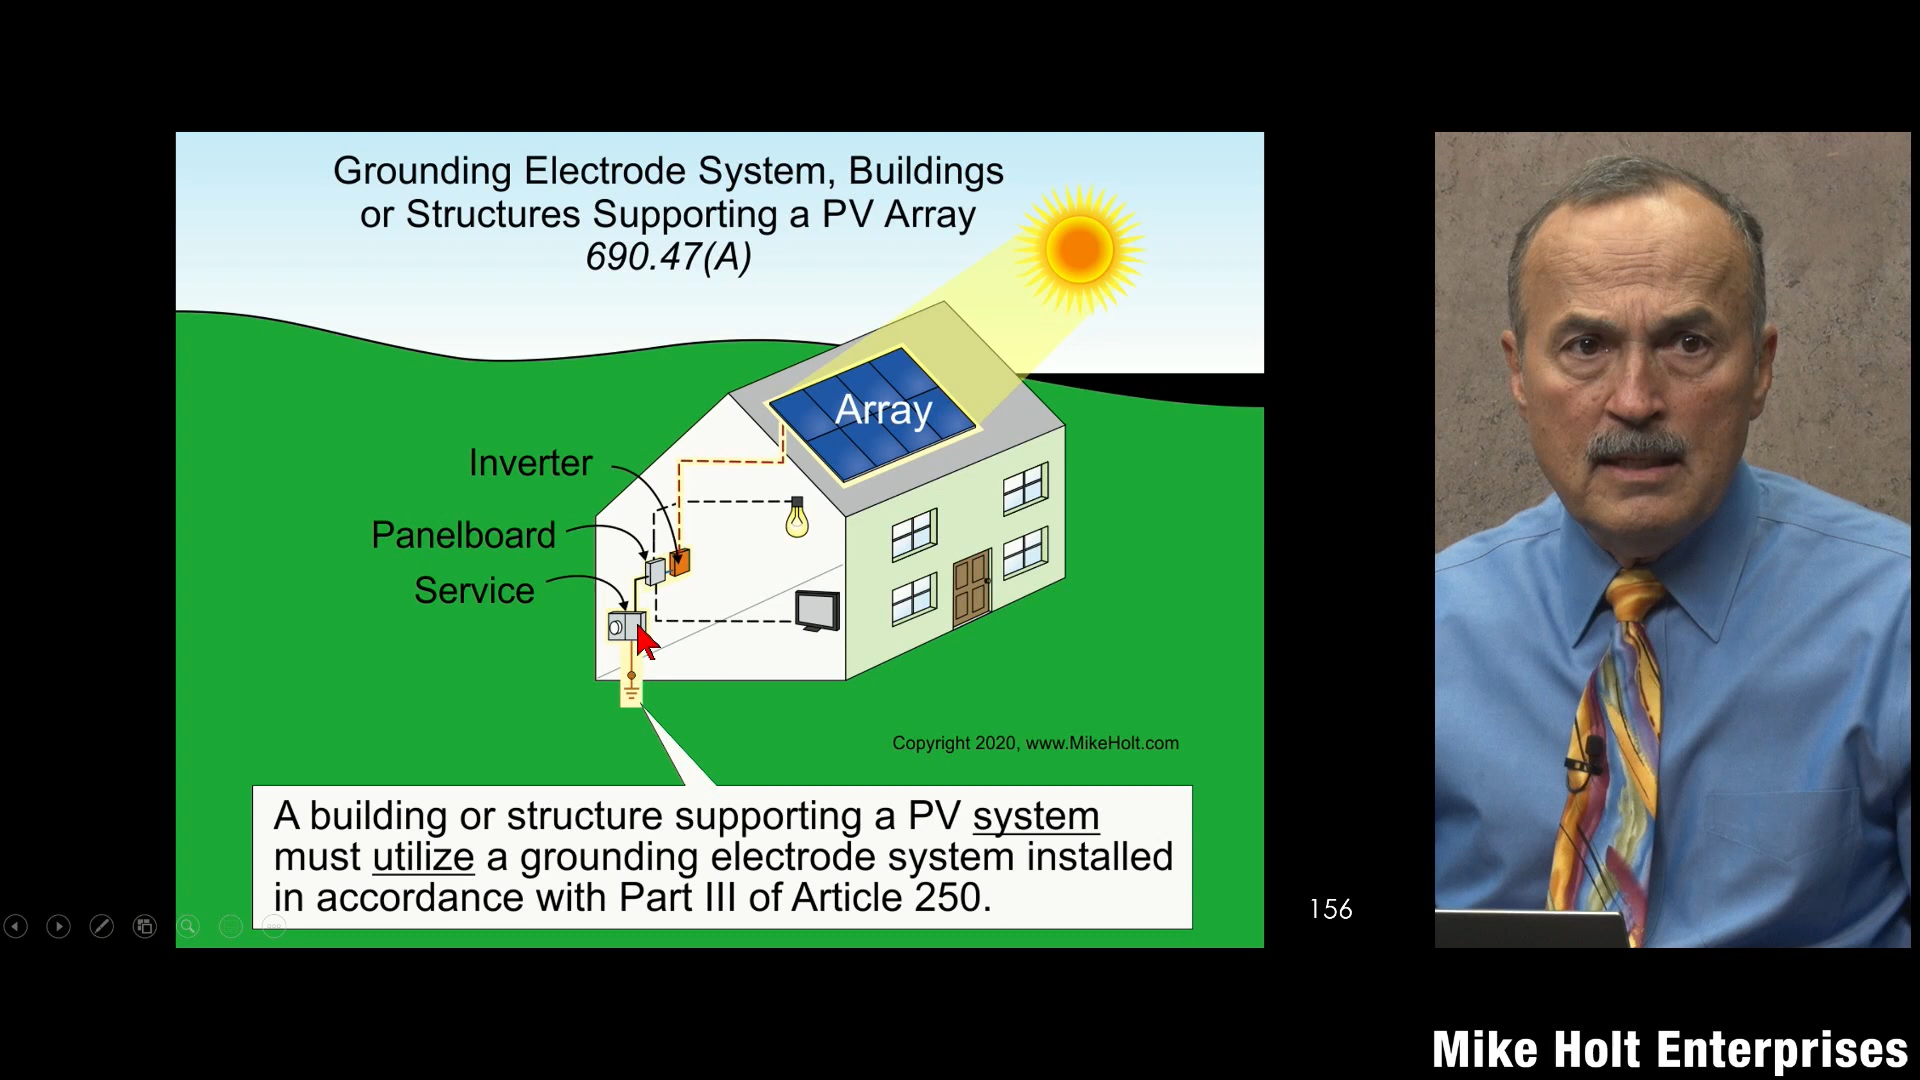 Grounding Electrode System, Buildings
or Structures Supporting a PV Array
690.47(A)
Array
Inverter
Panelboard
Service
Copyright 2020, www.MikeHolt.com
A building or structure supporting a PV system
must utilize a grounding electrode system installed
in accordance with Part III of Article 250.
156
Mike Holt Enterprises